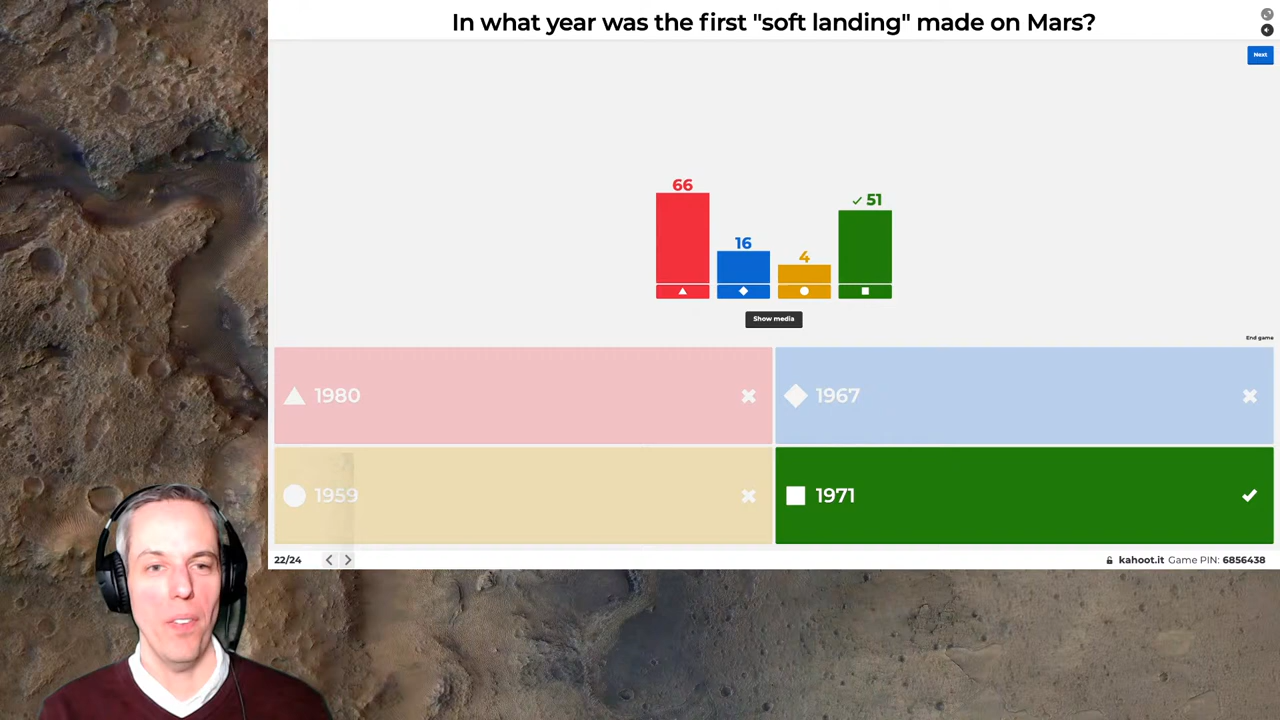 In what year was the first "soft landing" made on Mars?
Next
66
16
4
51
Show media
End game
1980
1967
1959
1971
22/24
kahoot.it Game PIN: 6856438